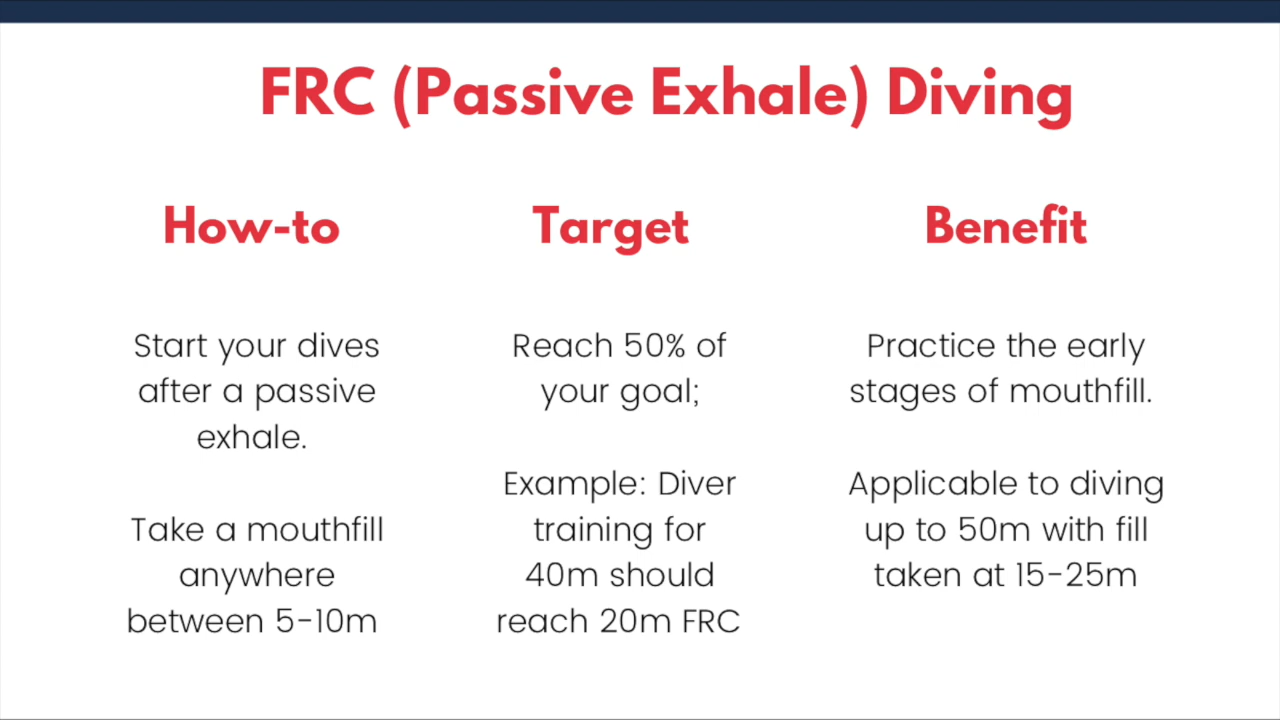 FRC (Passive Exhale) Diving
How-to
Start your dives
after a passive
exhale.
Take a mouthfill
anywhere
between 5-10m
Target
Reach 50% of
your goal;
Example: Diver
training for
40m should
reach 20m FRC
Benefit
Practice the early
stages of mouthfill.
Applicable to diving
up to 50m with fill
taken at 15-25m